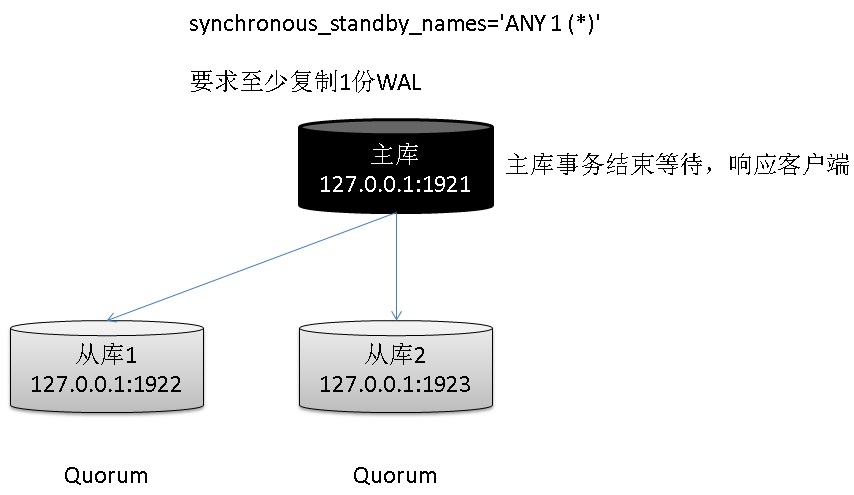 synchronous_standby_names='ANY 1 (*)'
要求至少复制1份WAL
主库
127.0.0.1:1921
主库事务结束等待，响应客户端
从库1
127.0.0.1:1922
从库2
127.0.0.1:1923
Quorum
Quorum